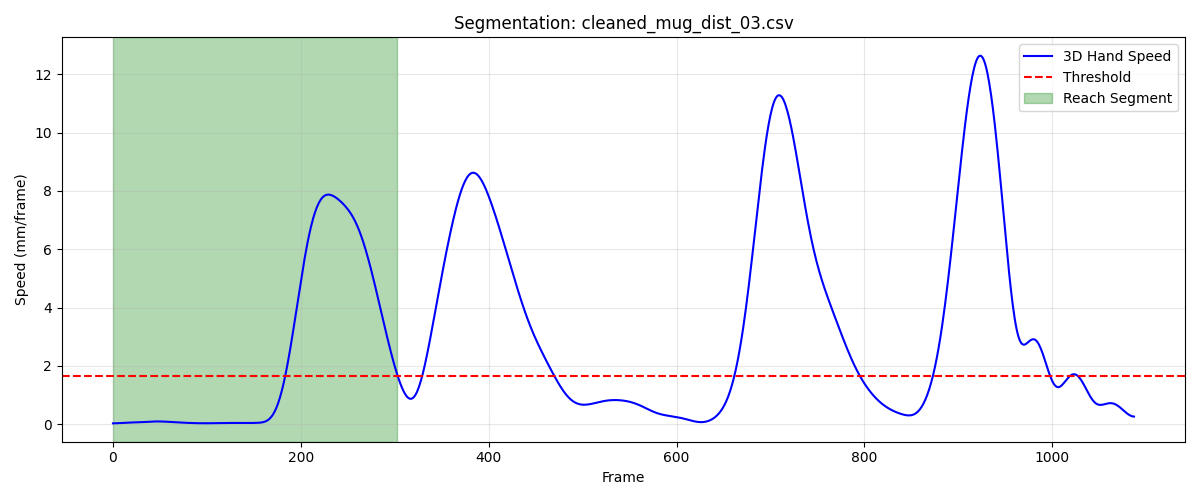 Segmentation: cleaned_mug_dist_03.csv
3D Hand Speed
Threshold
Reach Segment
Speed (mm/frame)
12
10
8
6
4
2
0
0 200 400 600 800 1000
Frame